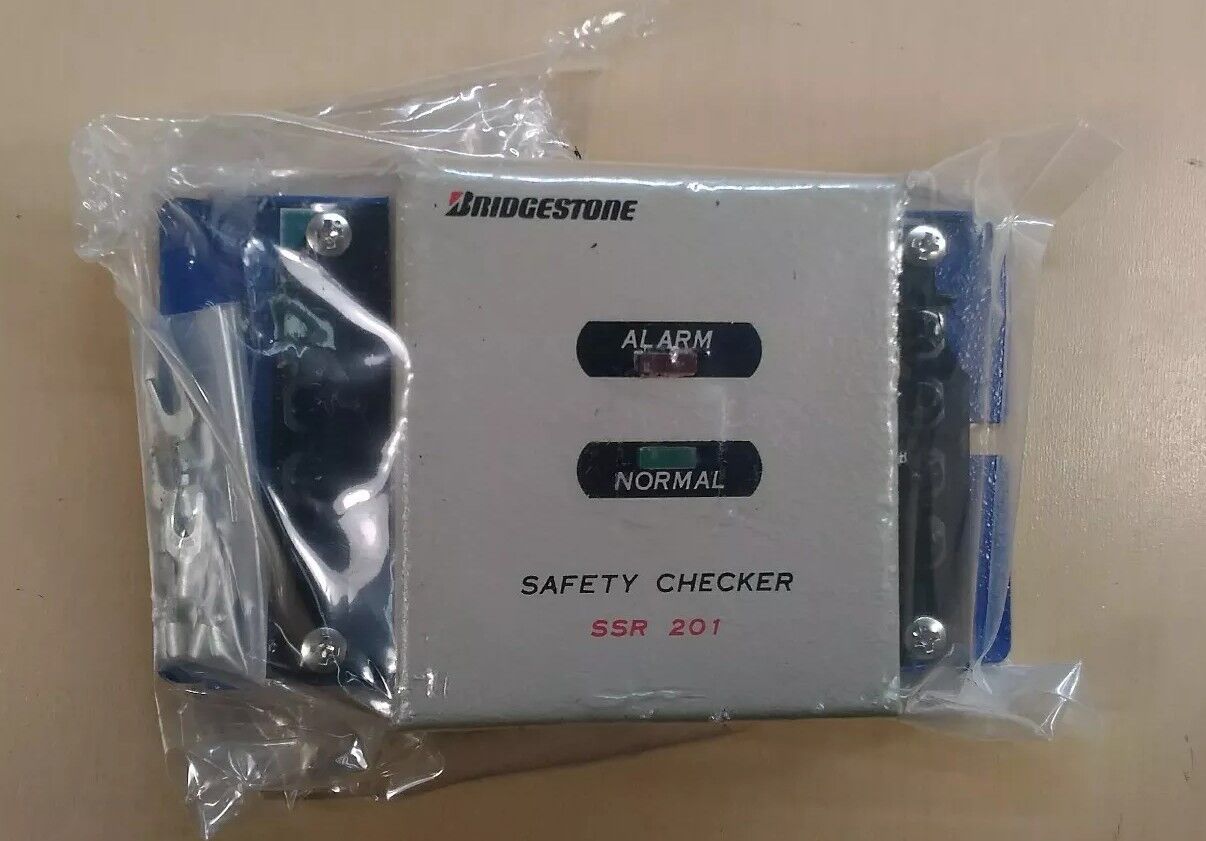 BRIDGESTONE
ALARM
NORMAL
SAFETY CHECKER
SSR 201